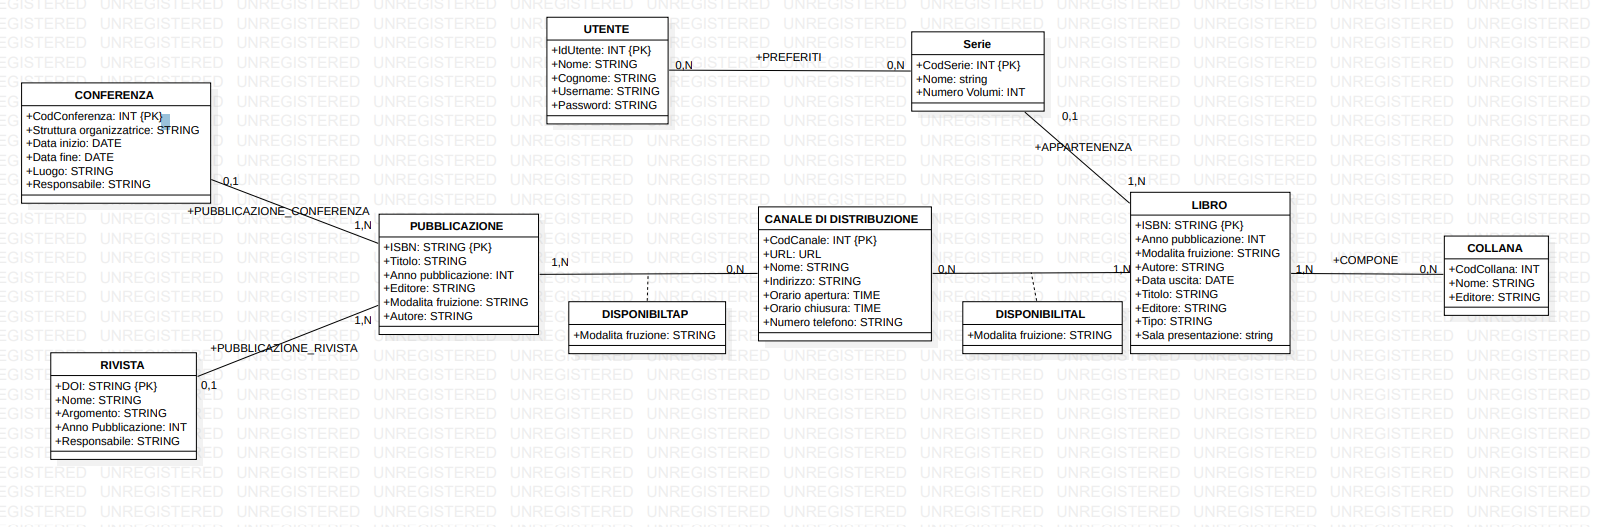 UTENTE
+IdUtente: INT {PK}
+Nome: STRING
+Cognome: STRING
+Username: STRING
+Password: STRING
0,N
+PREFERITI
0,N
Serie
+CodSerie: INT {PK}
+Nome: string
+Numero Volumi: INT
0,1
+APPARTENENZA
1,N
CONFERENZA
+CodConferenza: INT {PK}
+Struttura organizzatrice: STRING
+Data inizio: DATE
+Data fine: DATE
+Luogo: STRING
+Responsabile: STRING
0,1
+PUBBLICAZIONE_CONFERENZA
1,N
PUBBLICAZIONE
+ISBN: STRING {PK}
+Titolo: STRING
+Anno pubblicazione: INT
+Editore: STRING
+Modalita fruizione: STRING
+Autore: STRING
1,N
+PUBBLICAZIONE_RIVISTA
0,1
RIVISTA
+DOI: STRING {PK}
+Nome: STRING
+Argomento: STRING
+Anno Pubblicazione: INT
+Responsabile: STRING
1,N
0,N
DISPONIBILTAP
+Modalita fruzione: STRING
CANALE DI DISTRIBUZIONE
+CodCanale: INT {PK}
+URL: URL
+Nome: STRING
+Indirizzo: STRING
+Orario apertura: TIME
+Orario chiusura: TIME
+Numero telefono: STRING
0,N
1,N
DISPONIBILITAL
+Modalita fruizione: STRING
LIBRO
+ISBN: STRING {PK}
+Anno pubblicazione: INT
+Modalita fruizione: STRING
+Autore: STRING
+Data uscita: DATE
+Titolo: STRING
+Editore: STRING
+Tipo: STRING
+Sala presentazione: string
1,N
+COMPONE
0,N
COLLANA
+CodCollana: INT
+Nome: STRING
+Editore: STRING
UNREGISTERED